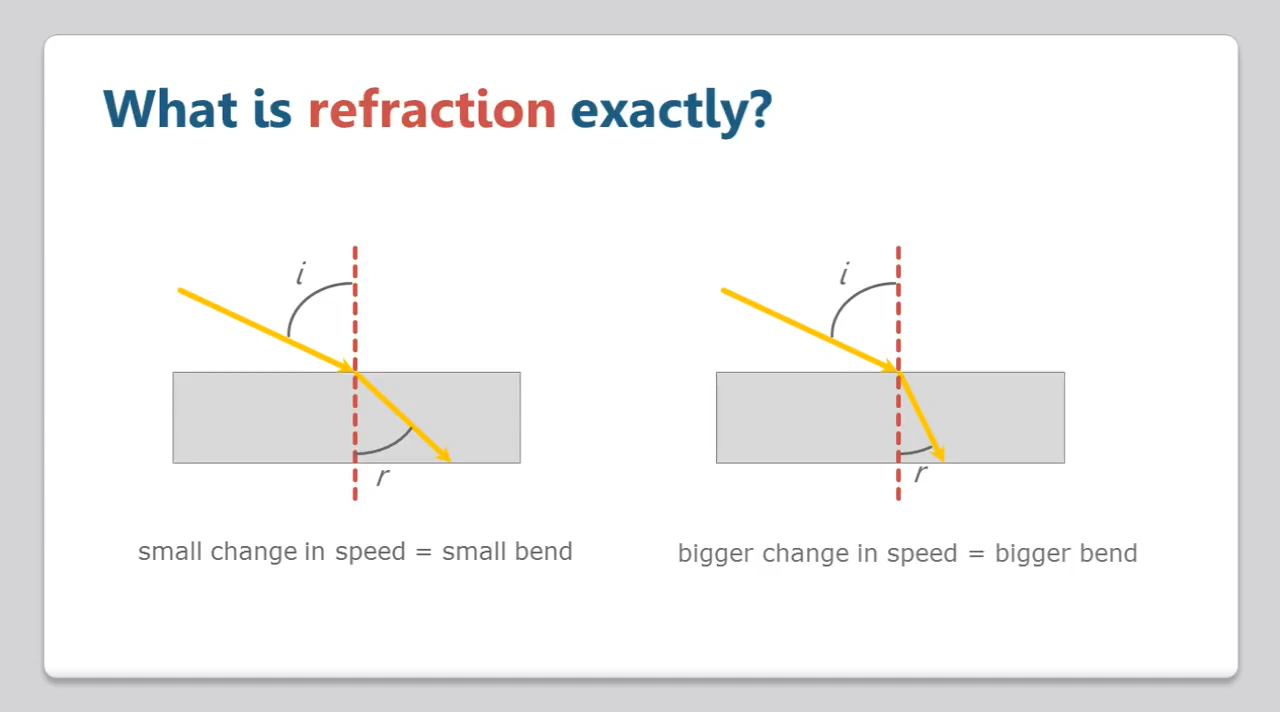 What is refraction exactly?
i
i
r
r
small change in speed = small bend
bigger change in speed = bigger bend